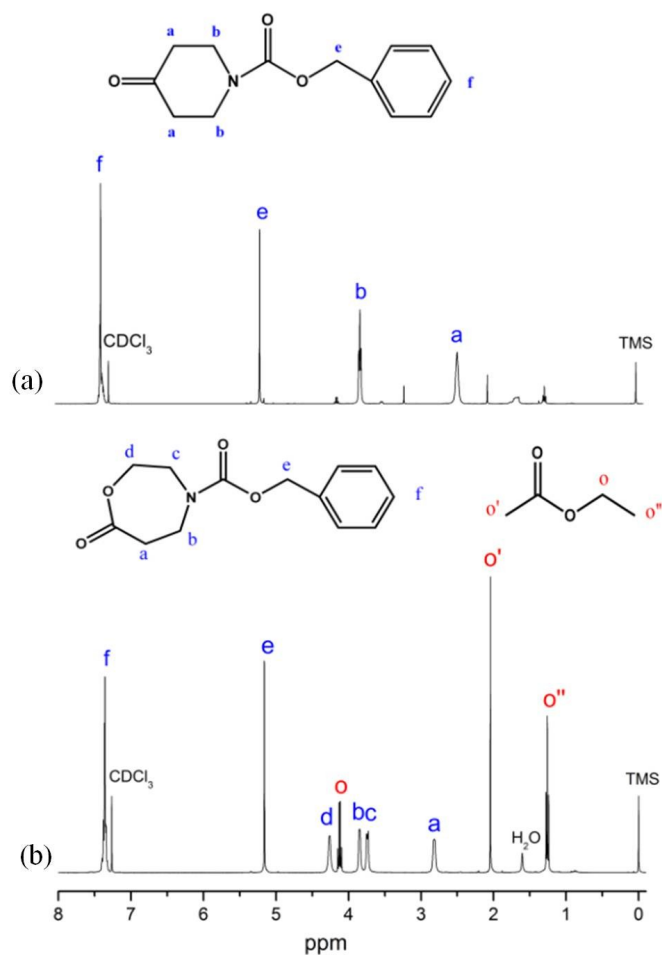 O
a b
e
O N O f
a b
f
e
b
a
CDCl3
TMS
(a)
O
d c
e
O N O f
O
a b
O
o
o' O o"
o'
f
e
o"
CDCl3
o
TMS
d
bc
a
H2O
(b)
8 7 6 5 4 3 2 1 0
ppm